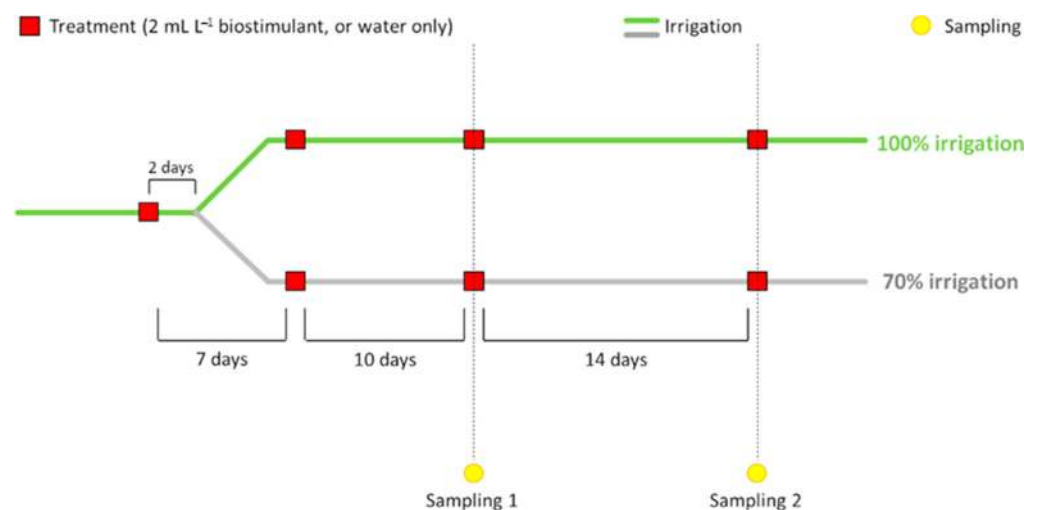 Treatment (2 mL L⁻¹ biostimulant, or water only)
Irrigation
Sampling
100% irrigation
2 days
70% irrigation
7 days
10 days
14 days
Sampling 1
Sampling 2